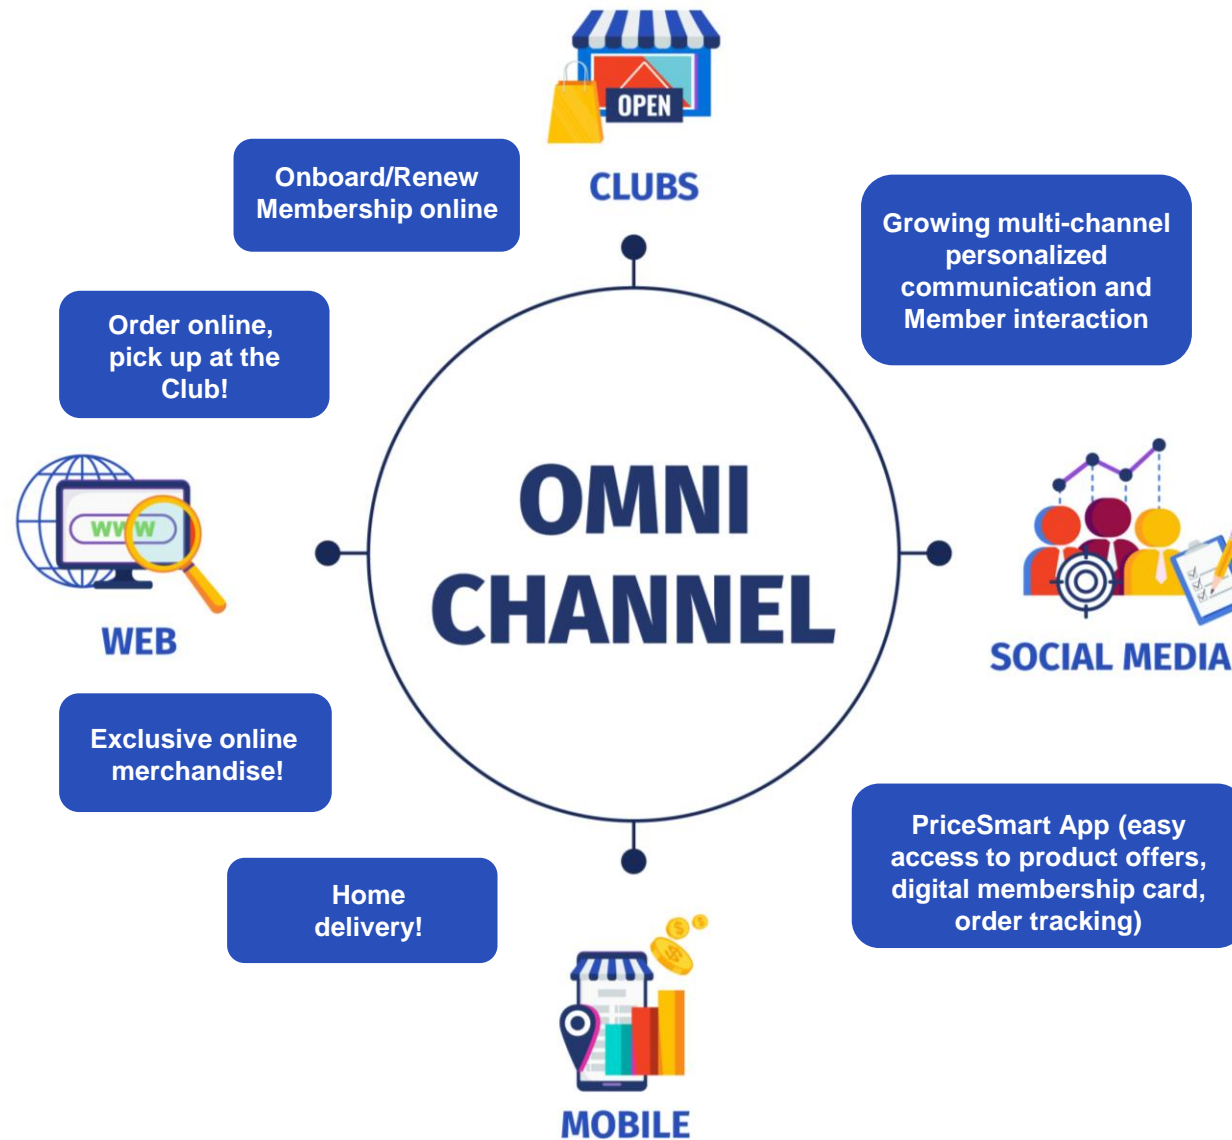 OPEN
CLUBS
Onboard/Renew
Membership online
Growing multi-channel
personalized
communication and
Member interaction
Order online,
pick up at the
Club!
OMNI
CHANNEL
www
WEB
SOCIAL MEDIA
Exclusive online
merchandise!
PriceSmart App (easy
access to product offers,
digital membership card,
order tracking)
Home
delivery!
MOBILE